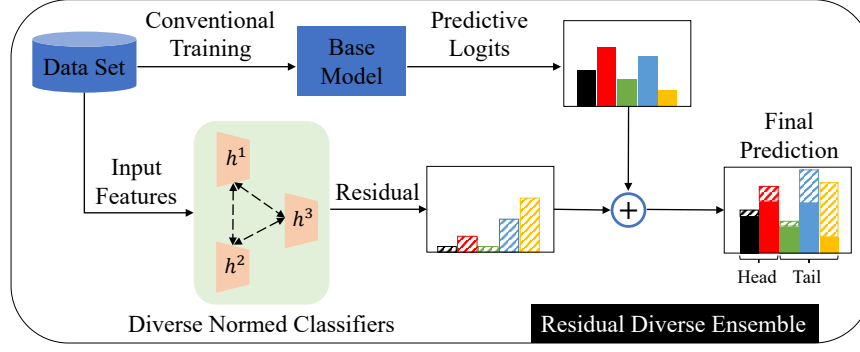 Conventional
Training
Predictive
Logits
Data Set
Base
Model
Input
Features
h¹
h²
h³
Residual
Final
Prediction
Head
Tail
Diverse Normed Classifiers
Residual Diverse Ensemble